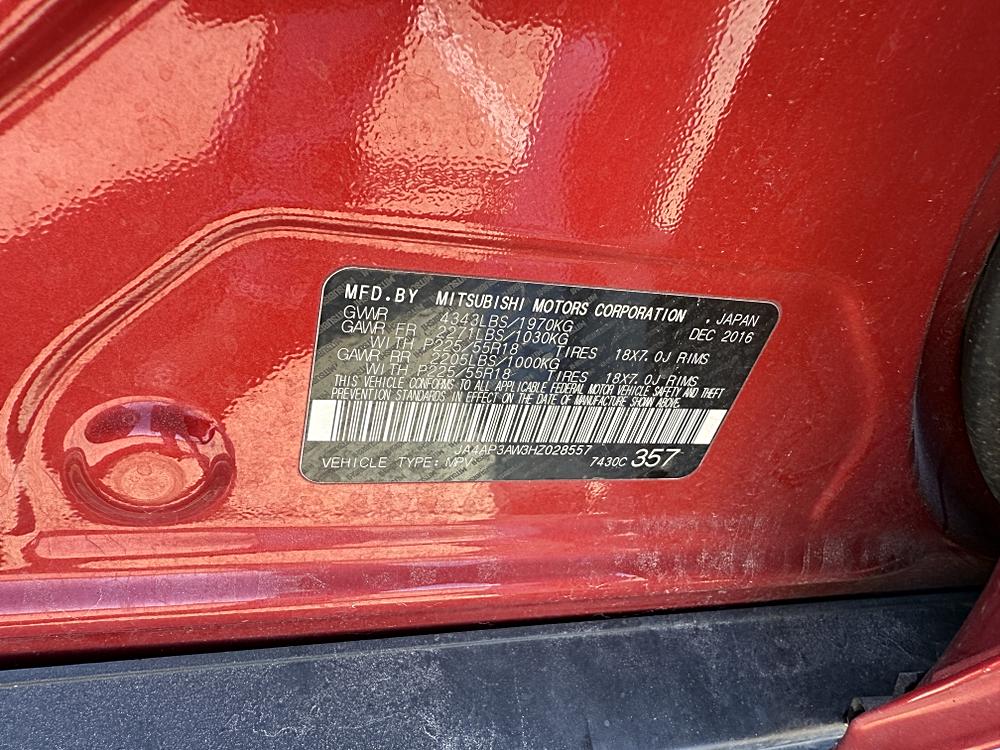 MFD.BY MITSUBISHI MOTORS CORPORATION , JAPAN
GWWR 4343LBS/1970KG DEC 2016
GAWR FR 2271LBS/1030KG
WITH P225/55R18 TIRES 18X7.0J RIMS
GAWR RR 2205LBS/1000KG
WITH P225/55R18 TIRES 18X7.0J RIMS
THIS VEHICLE CONFORMS TO ALL APPLICABLE FEDERAL MOTOR VEHICLE SAFETY AND THEFT
PREVENTION STANDARDS IN EFFECT ON THE DATE OF MANUFACTURE SHOWN ABOVE.
JA4AP3AW3HZ028557
VEHICLE TYPE: MPV 7430C 357